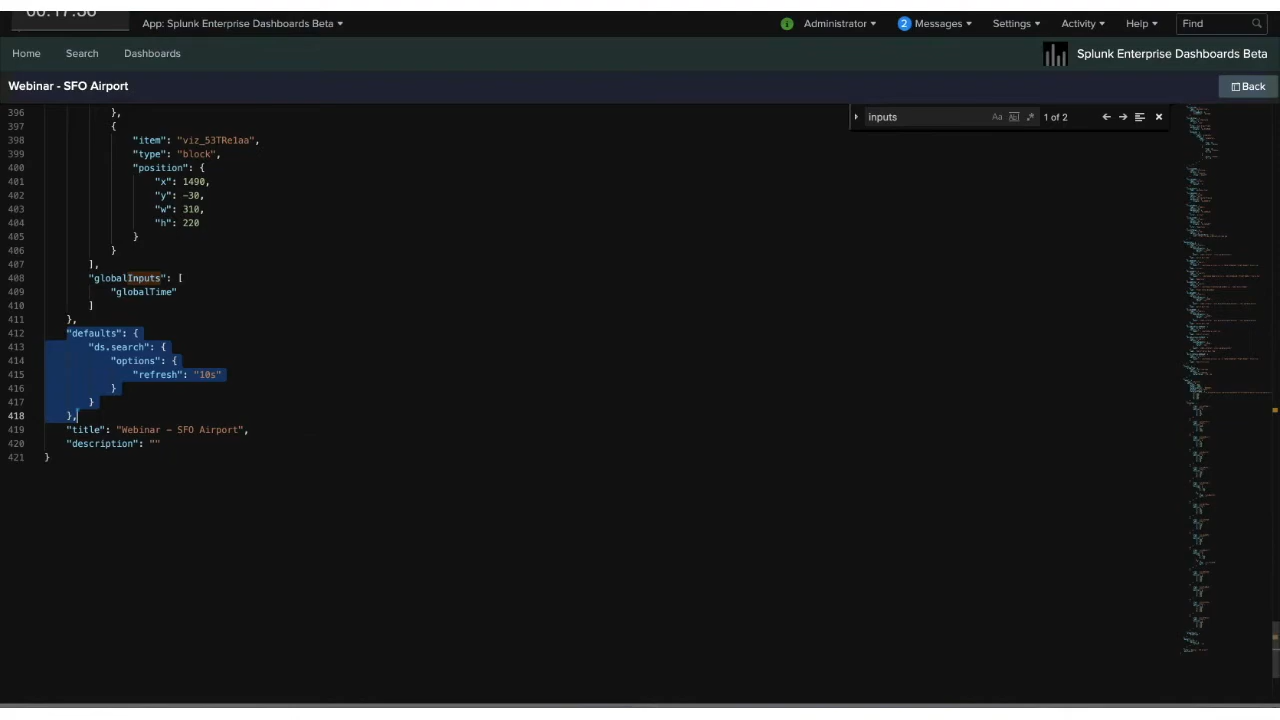 App: Splunk Enterprise Dashboards Beta
i Administrator 2 Messages Settings Activity Help Find
Home Search Dashboards Splunk Enterprise Dashboards Beta
Webinar - SFO Airport Back
inputs Aa 1 of 2
396 },
397 {
398 "item": "viz_53TRe1aa",
399 "type": "block",
400 "position": {
401 "x": 1490,
402 "y": -30,
403 "w": 310,
404 "h": 220
405 }
406 }
407 ],
408 "globalInputs": [
409 "globalTime"
410 ]
411 },
412 "defaults": {
413 "ds.search": {
414 "options": {
415 "refresh": "10s"
416 }
417 }
418 },
419 "title": "Webinar - SFO Airport",
420 "description": ""
421 }